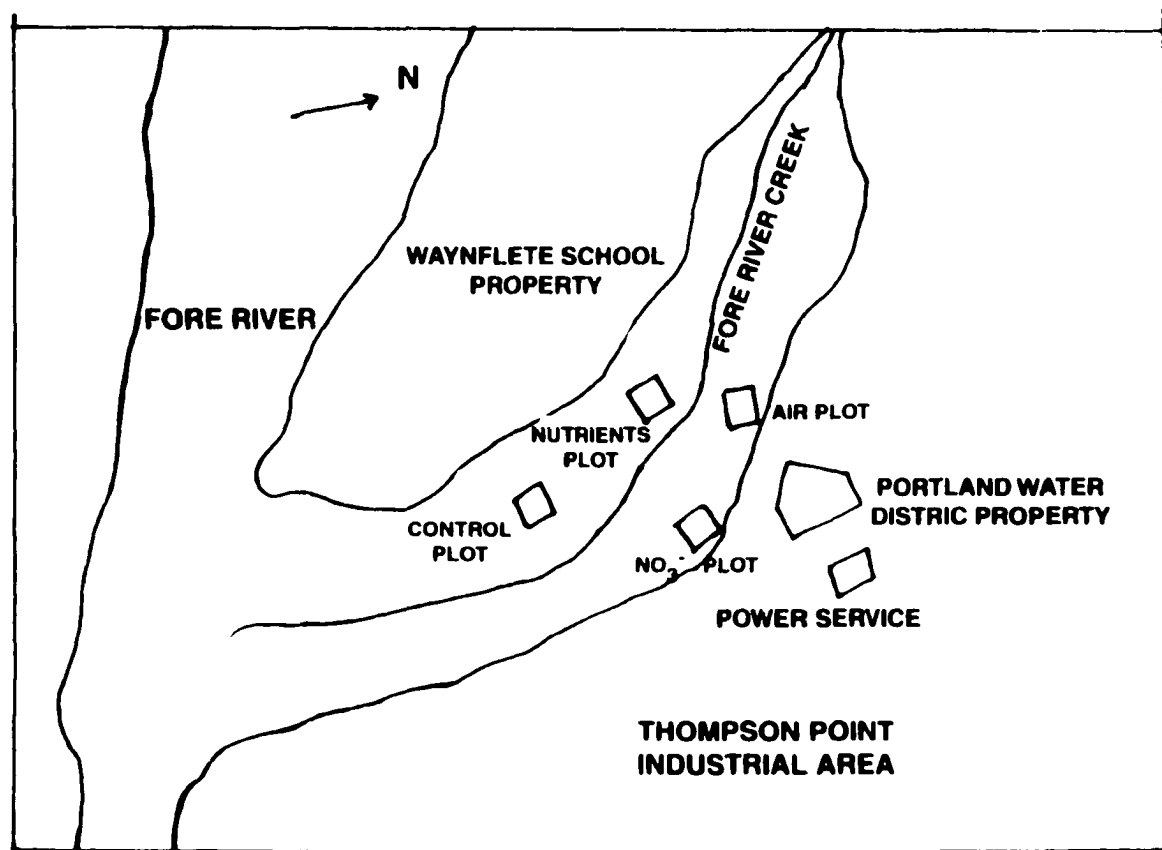 N
FORE RIVER CREEK
WAYNFLETE SCHOOL
PROPERTY
FORE RIVER
AIR PLOT
NUTRIENTS
PLOT
PORTLAND WATER
DISTRIC PROPERTY
CONTROL
PLOT
NO₃⁻ PLOT
POWER SERVICE
THOMPSON POINT
INDUSTRIAL AREA